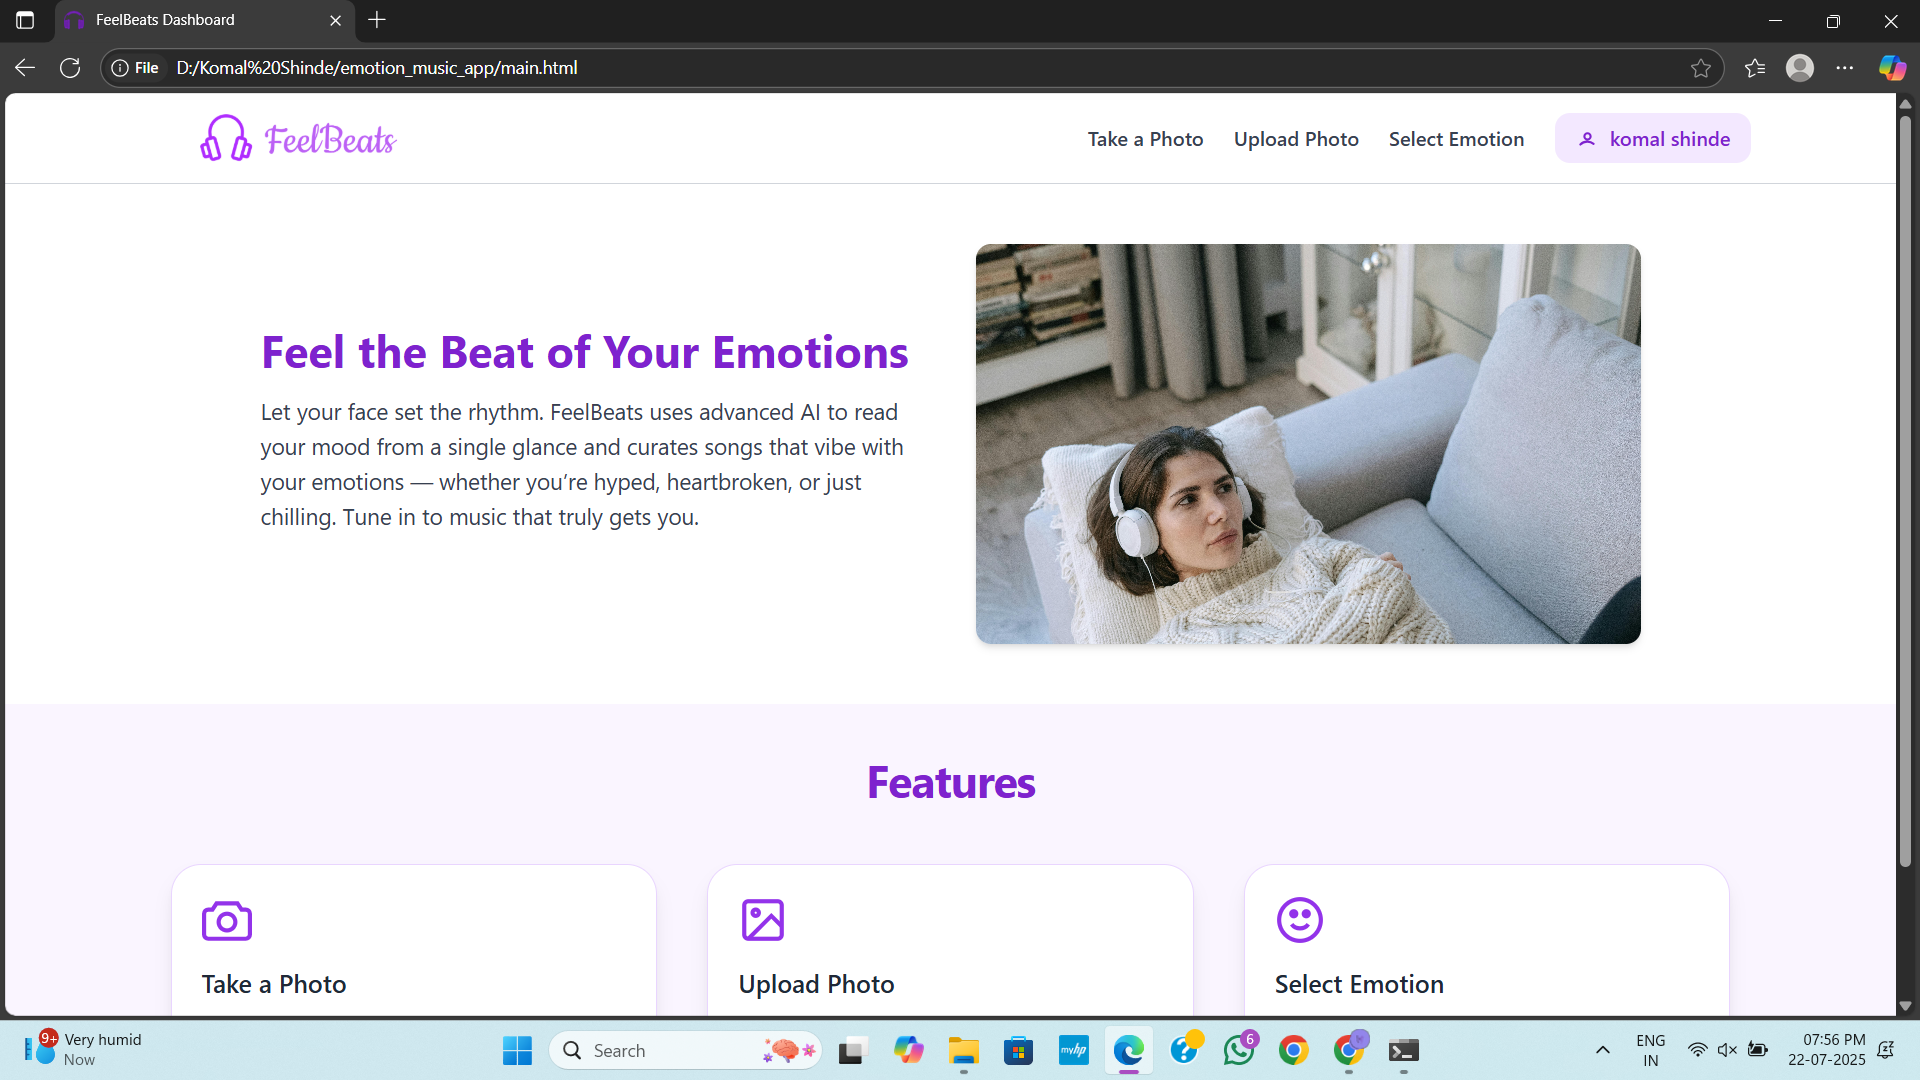 FeelBeats Dashboard
File D:/Komal%20Shinde/emotion_music_app/main.html
FeelBeats
Take a Photo Upload Photo Select Emotion komal shinde
Feel the Beat of Your Emotions
Let your face set the rhythm. FeelBeats uses advanced AI to read
your mood from a single glance and curates songs that vibe with
your emotions — whether you’re hyped, heartbroken, or just
chilling. Tune in to music that truly gets you.
Features
Take a Photo
Upload Photo
Select Emotion
9+
Very humid
Now
Search
myhp
6
ENG
IN
07:56 PM
22-07-2025